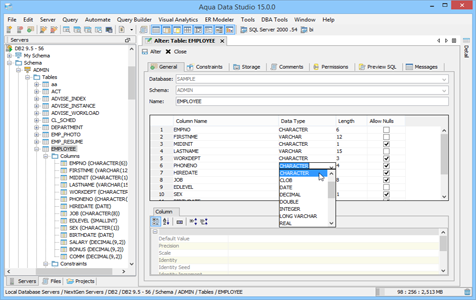 Aqua Data Studio 15.0.0
File Edit Server Automate Query Builder Visual Analytics ER Modeler Tools DBA Tools Window Help
SQL Server 2000 .54 bi
Servers
DB2 9.5 - 56
My Schema
Schema
ADMIN
Tables
aa
ACT
ADVISE_INDEX
ADVISE_INSTANCE
ADVISE_WORKLOAD
CL_SCHED
DEPARTMENT
EMP_PHOTO
EMP_RESUME
EMPLOYEE
Columns
EMPNO (CHARACTER(6))
FIRSTNME (VARCHAR(12
MIDINIT (CHARACTER(1)
LASTNAME (VARCHAR(15
WORKDEPT (CHARACTER
PHONENO (CHARACTER(
HIREDATE (DATE)
JOB (CHARACTER(8))
EDLEVEL (SMALLINT)
SEX (CHARACTER(1))
BIRTHDATE (DATE)
SALARY (DECIMAL(9,2))
BONUS (DECIMAL(9,2))
COMM (DECIMAL(9,2))
Constraints
Servers Files Projects
Alter: Table: EMPLOYEE
Alter Close
General Constraints Storage Comments Permissions Preview SQL Messages
Database: SAMPLE
Schema: ADMIN
Name: EMPLOYEE
Column Name Data Type Length Allow Nulls
1 EMPNO CHARACTER 6
2 FIRSTNME VARCHAR 12
3 MIDINIT CHARACTER 1
4 LASTNAME VARCHAR 15
5 WORKDEPT CHARACTER 3
6 PHONENO CHARACTER 4
7 HIREDATE CHARACTER
8 JOB CLOB 8
9 EDLEVEL DATE
10 SEX DECIMAL 1
DOUBLE
INTEGER
LONG VARCHAR
REAL
Column
Default Value
Precision
Scale
Identity
Identity Seed
Detail
Local Database Servers / NextGen Servers / DB2 / DB2 9.5 - 56 / Schema / ADMIN / Tables / EMPLOYEE
98 : 256 : 2,513 MB